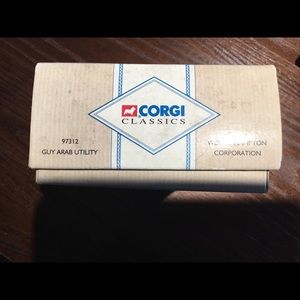 CORGI
CLASSICS
97312
GUY ARAB UTILITY
CORPORATION